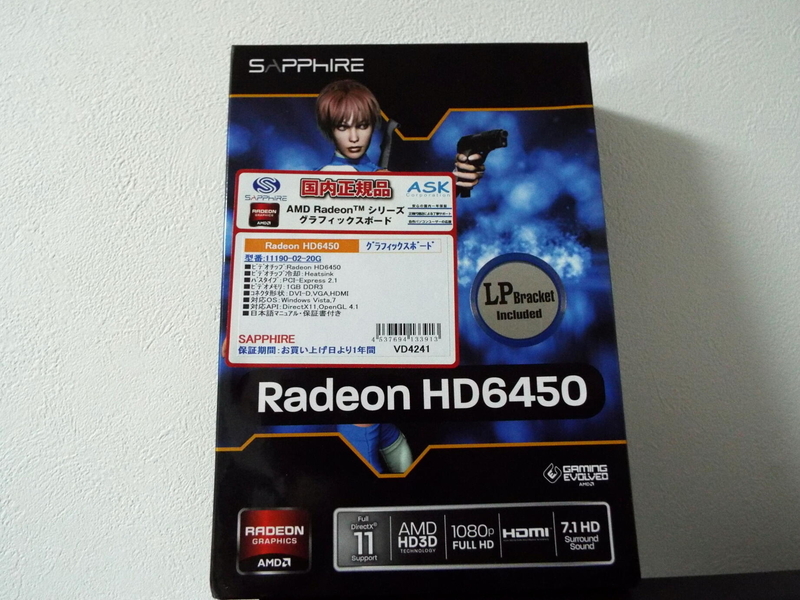 SAPPHIRE
SAPPHIRE
国内正規品
ASK
Corporation
RADEON
GRAPHICS
AMD
AMD Radeon™ シリーズ
グラフィックスボード
Radeon HD6450
グラフィックスボード
型番:11190-02-20G
■ビデオチップ:Radeon HD6450
■ビデオチップ冷却:Heatsink
■バスタイプ:PCI-Express 2.1
■ビデオメモリ:1GB DDR3
■コネクタ形状:DVI-D,VGA,HDMI
■対応OS:Windows Vista,7
■対応API:DirectX11,OpenGL 4.1
■日本語マニュアル・保証書付き
4 537694 133913
SAPPHIRE
保証期間:お買い上げ日より1年間
VD4241
LP Bracket
Included
Radeon HD6450
GAMING
EVOLVED
AMD
RADEON
GRAPHICS
AMD
Full
DirectX®
11
Support
AMD
HD3D
TECHNOLOGY
1080p
FULL HD
HDMI
7.1 HD
Surround
Sound